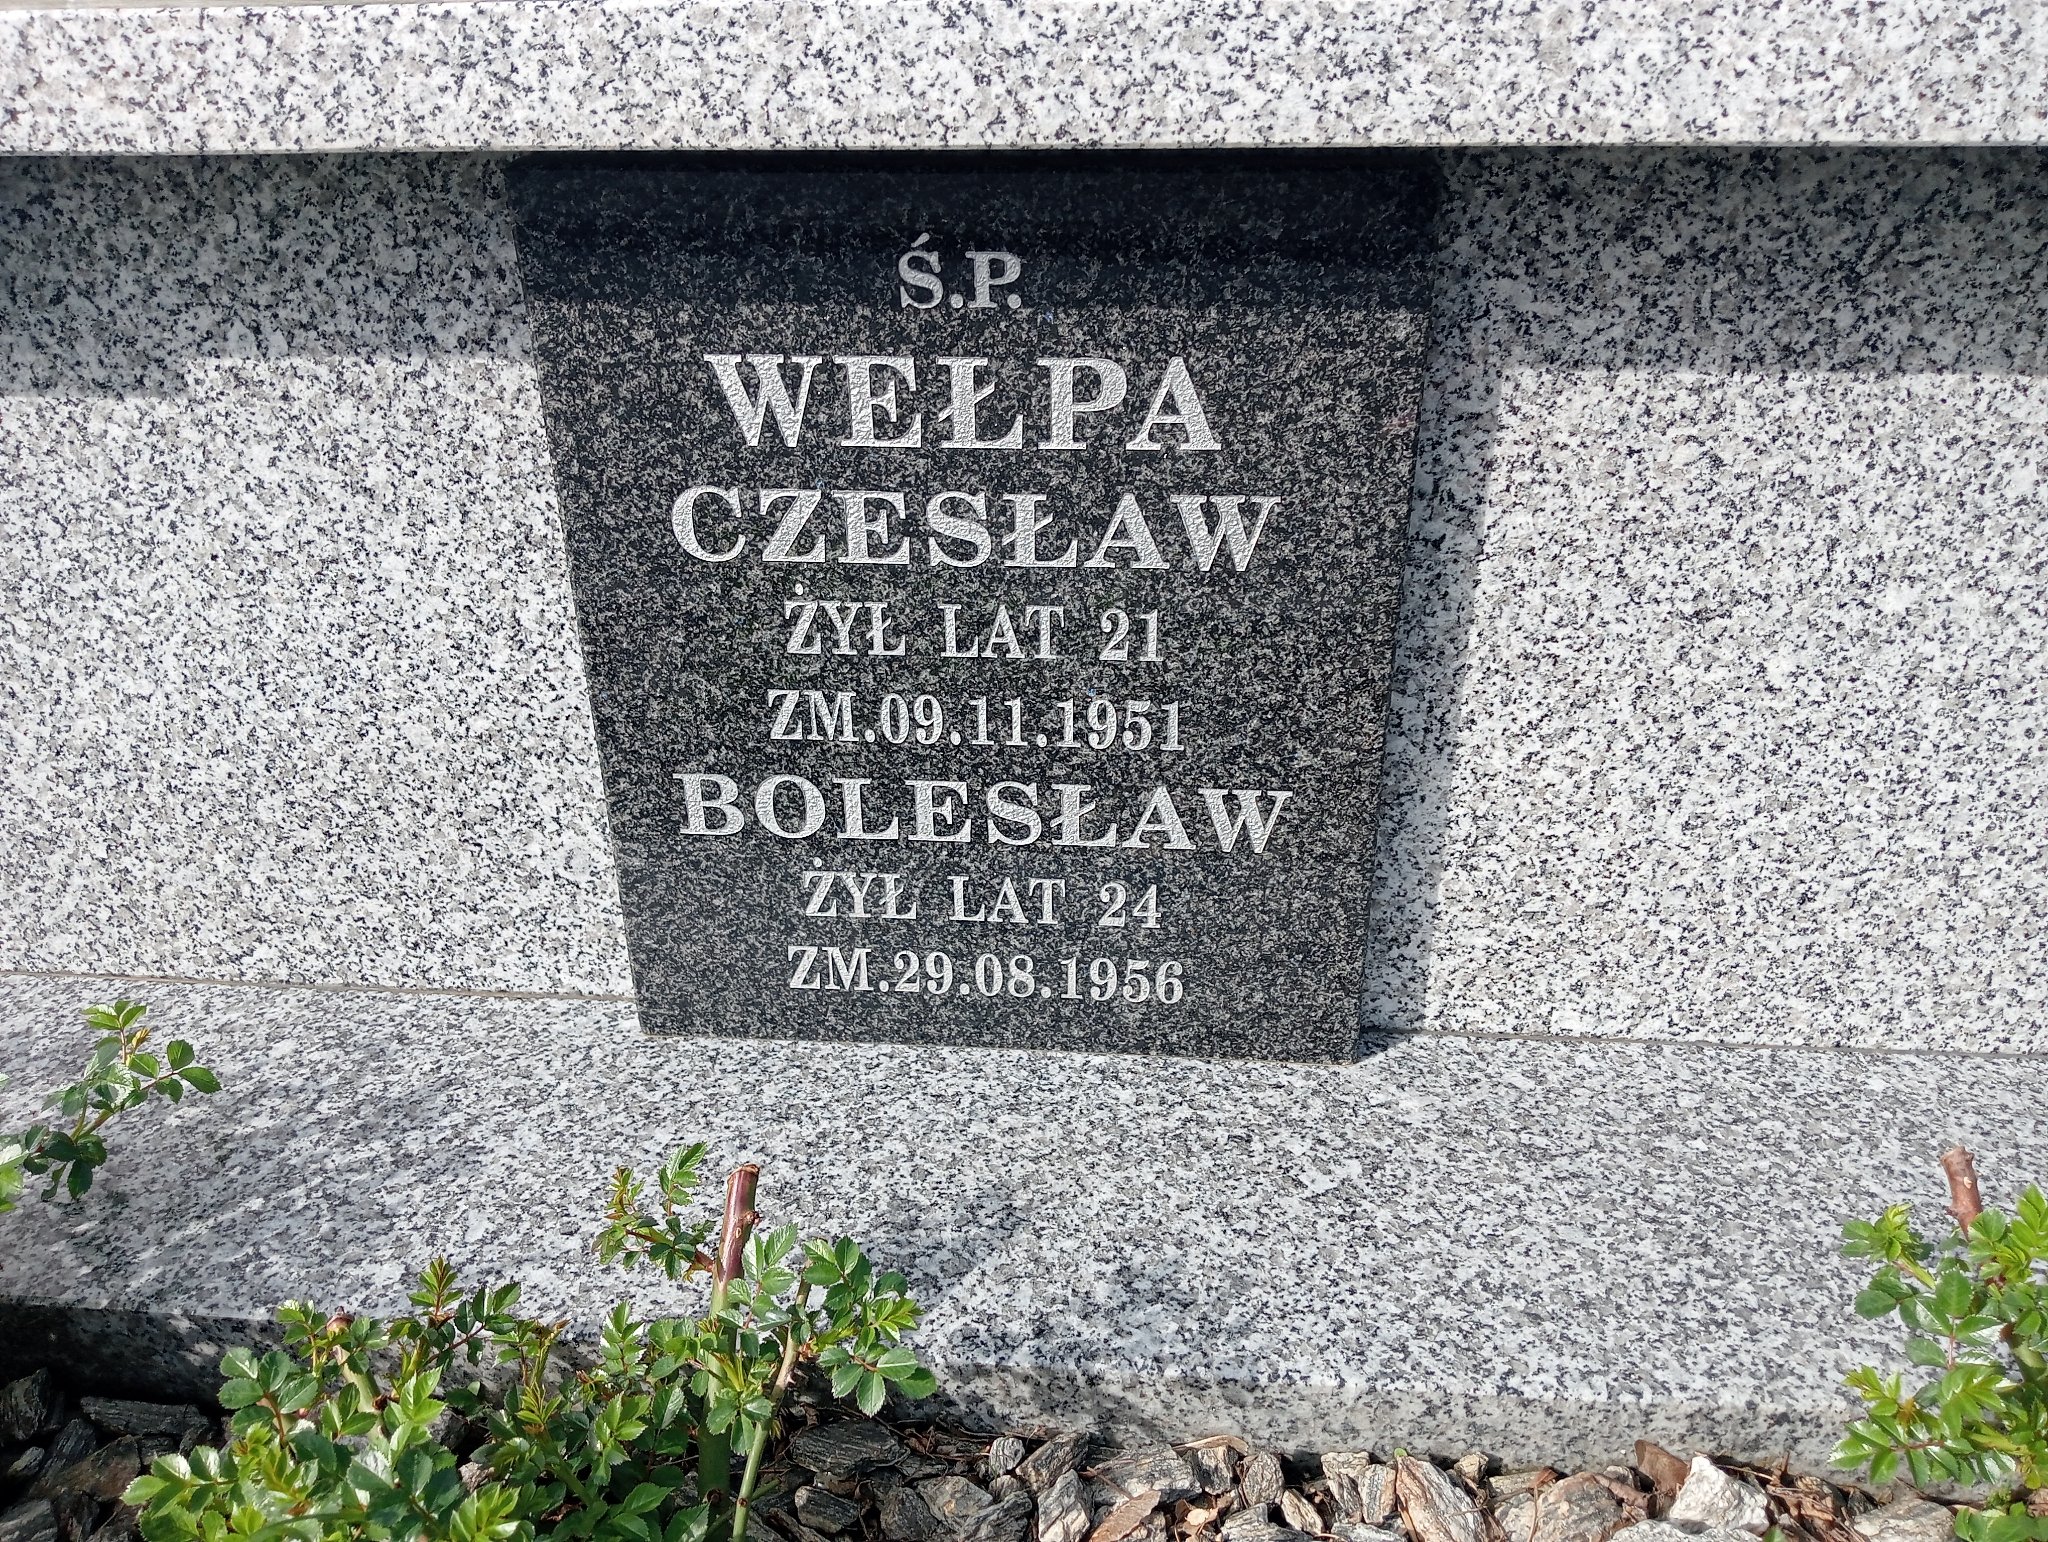 Ś.P.
WEŁPA
CZESŁAW
ŻYŁ LAT 21
ZM.09.11.1951
BOLESŁAW
ŻYŁ LAT 24
ZM.29.08.1956